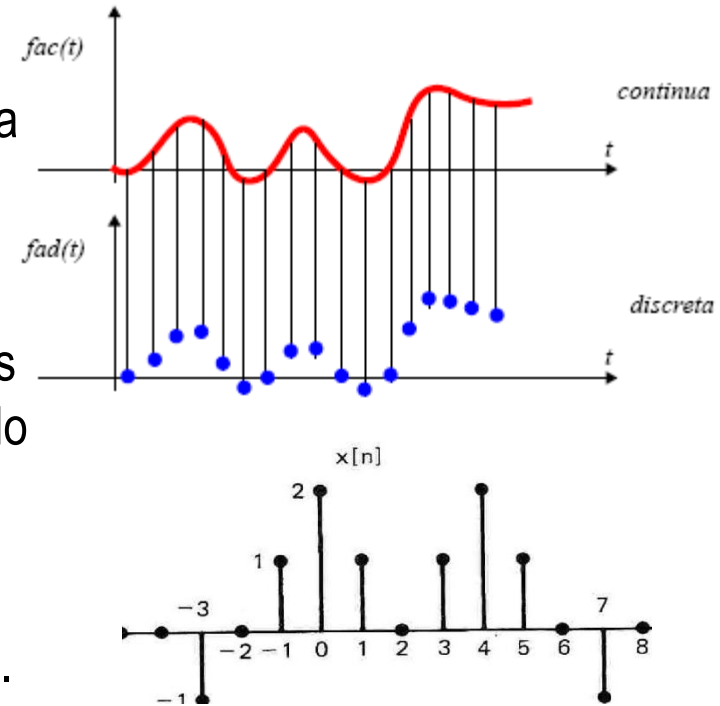 fac(t)
continua
a
t
fad(t)
discreta
t
s
lo
x[n]
2
1
-3
7
-2 -1 0 1 2 3 4 5 6 8
-1
.